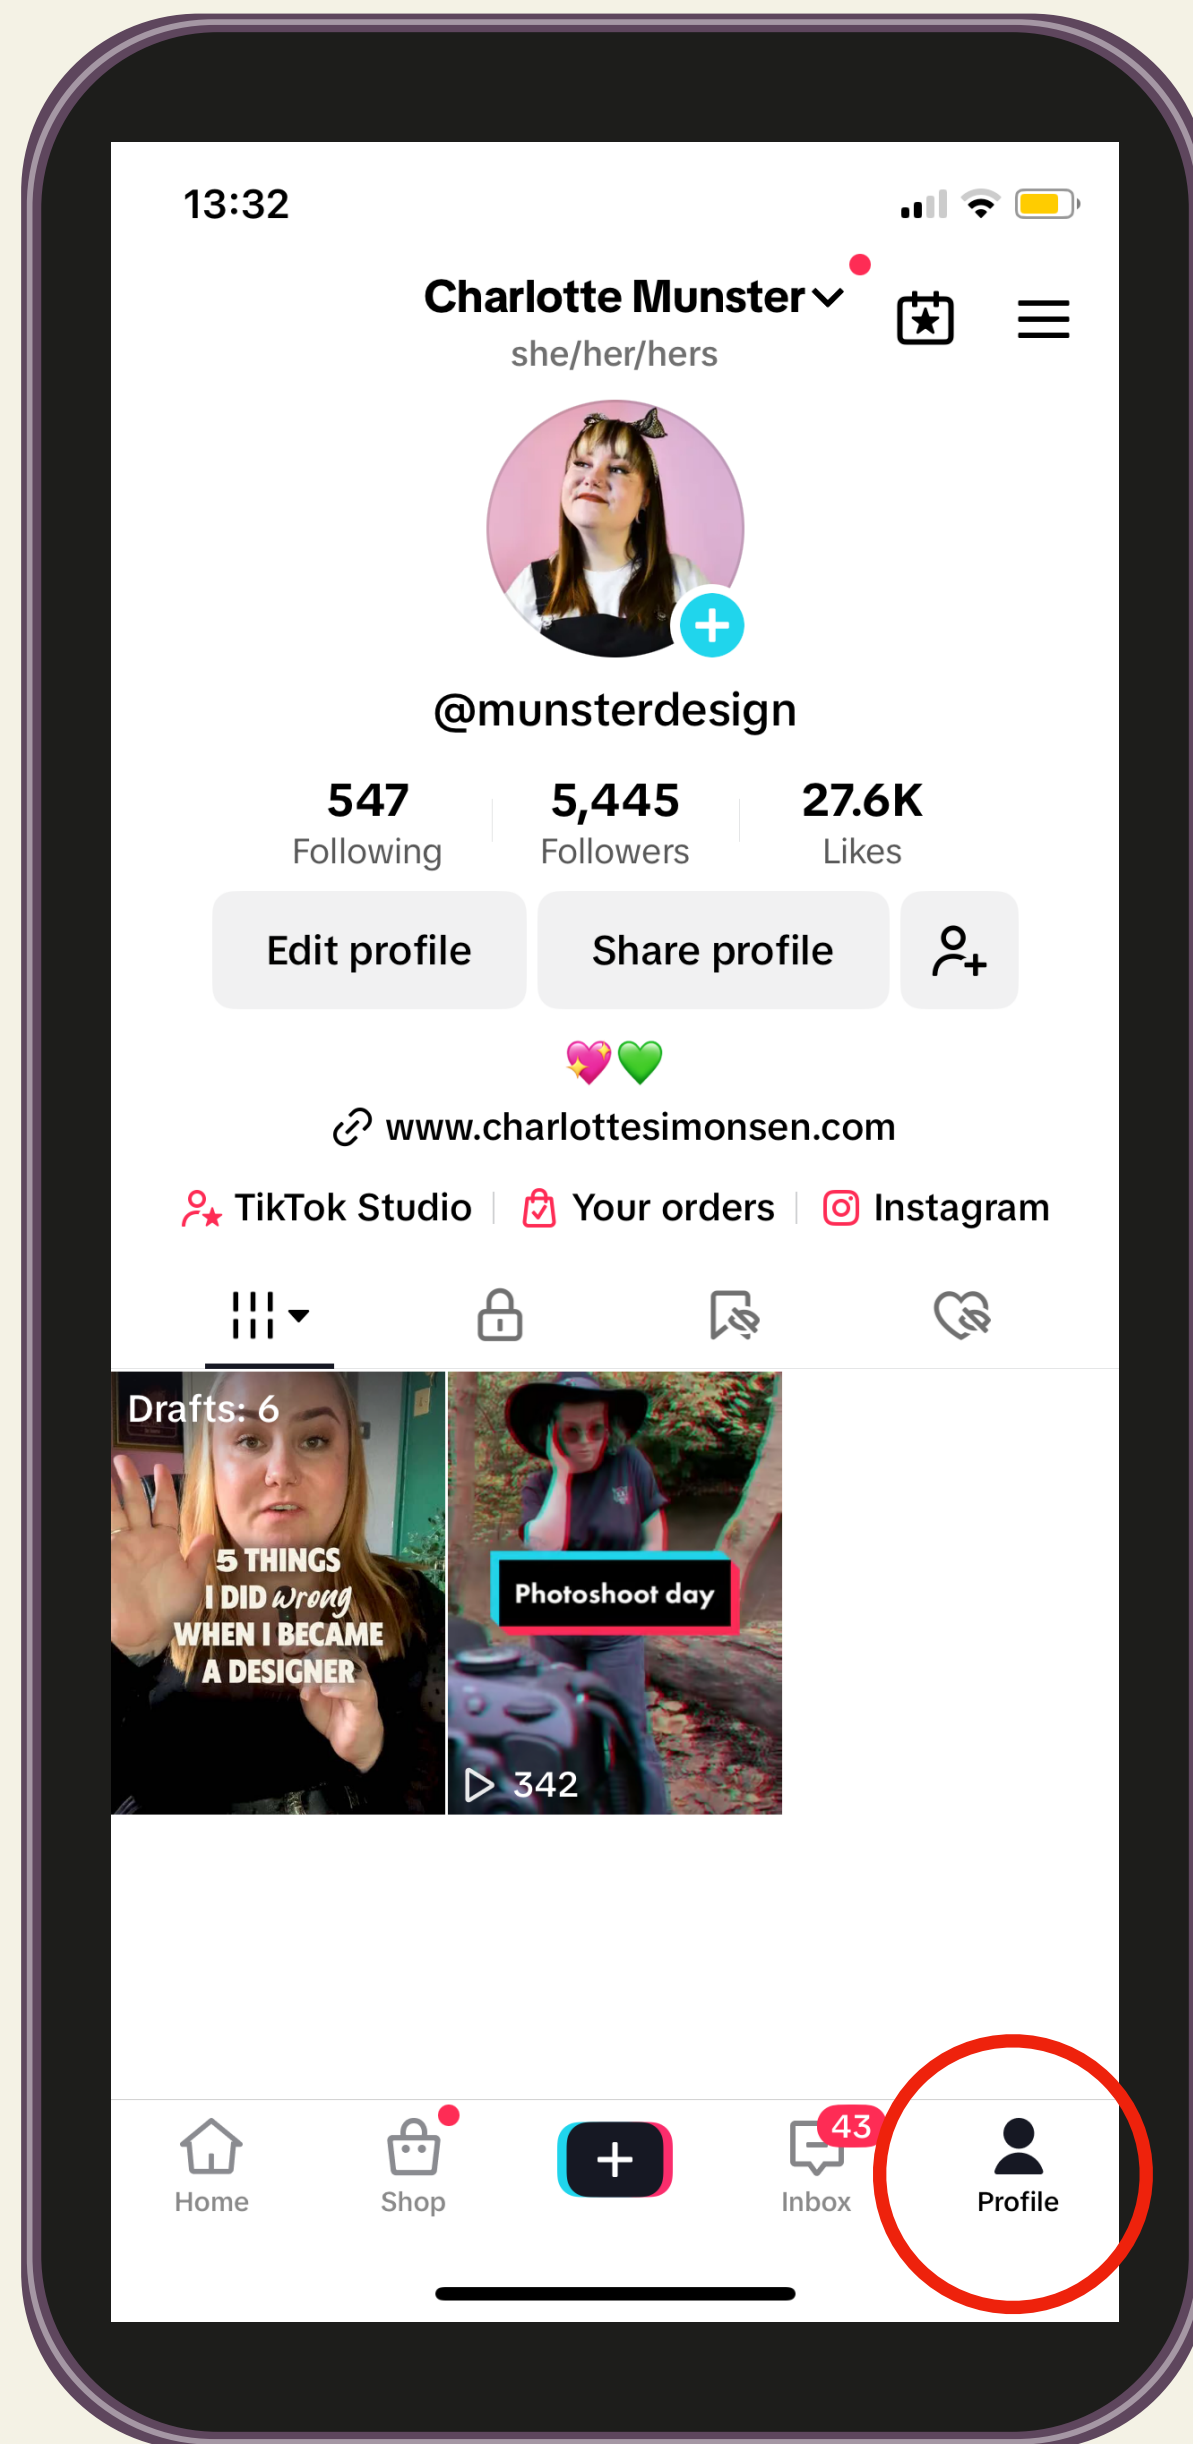 13:32
Charlotte Munster
she/her/hers
@munsterdesign
547 5,445 27.6K
Following Followers Likes
Edit profile Share profile
💖💚
www.charlottesimonsen.com
TikTok Studio Your orders Instagram
Drafts: 6
5 THINGS
I DID wrong
WHEN I BECAME
A DESIGNER
Photoshoot day
342
43
Home Shop Inbox Profile